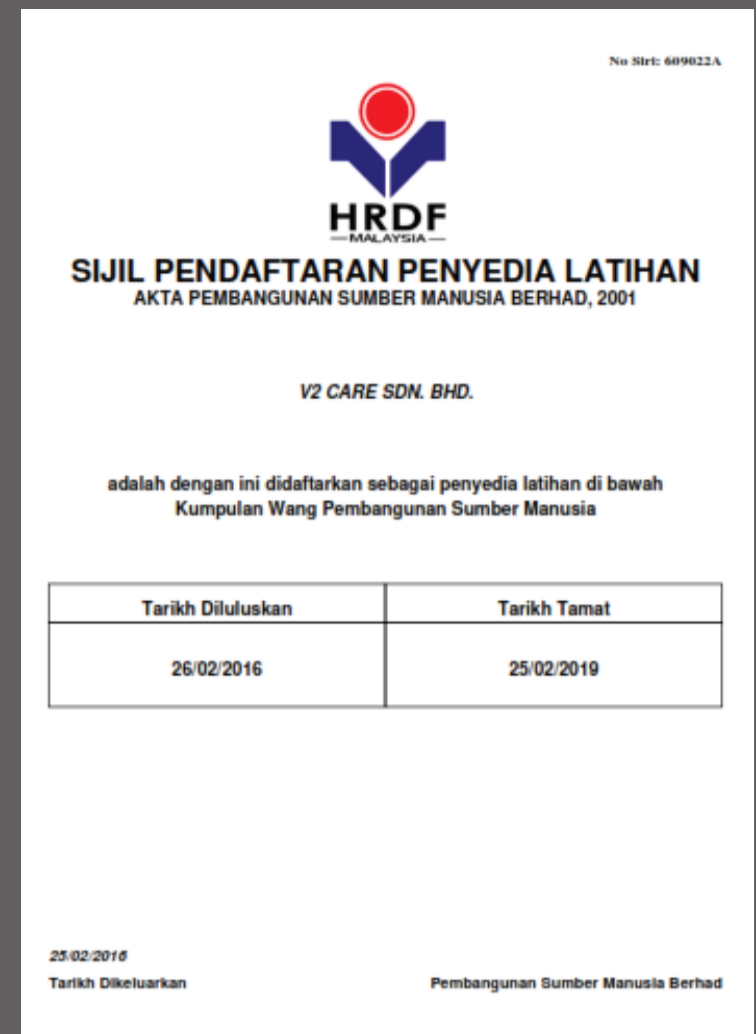 No Siri: 609022A
HRDF
MALAYSIA
SIJIL PENDAFTARAN PENYEDIA LATIHAN
AKTA PEMBANGUNAN SUMBER MANUSIA BERHAD, 2001
V2 CARE SDN. BHD.
adalah dengan ini didaftarkan sebagai penyedia latihan di bawah
Kumpulan Wang Pembangunan Sumber Manusia
Tarikh Diluluskan Tarikh Tamat
26/02/2016 25/02/2019
25/02/2016
Tarikh Dikeluarkan Pembangunan Sumber Manusia Berhad